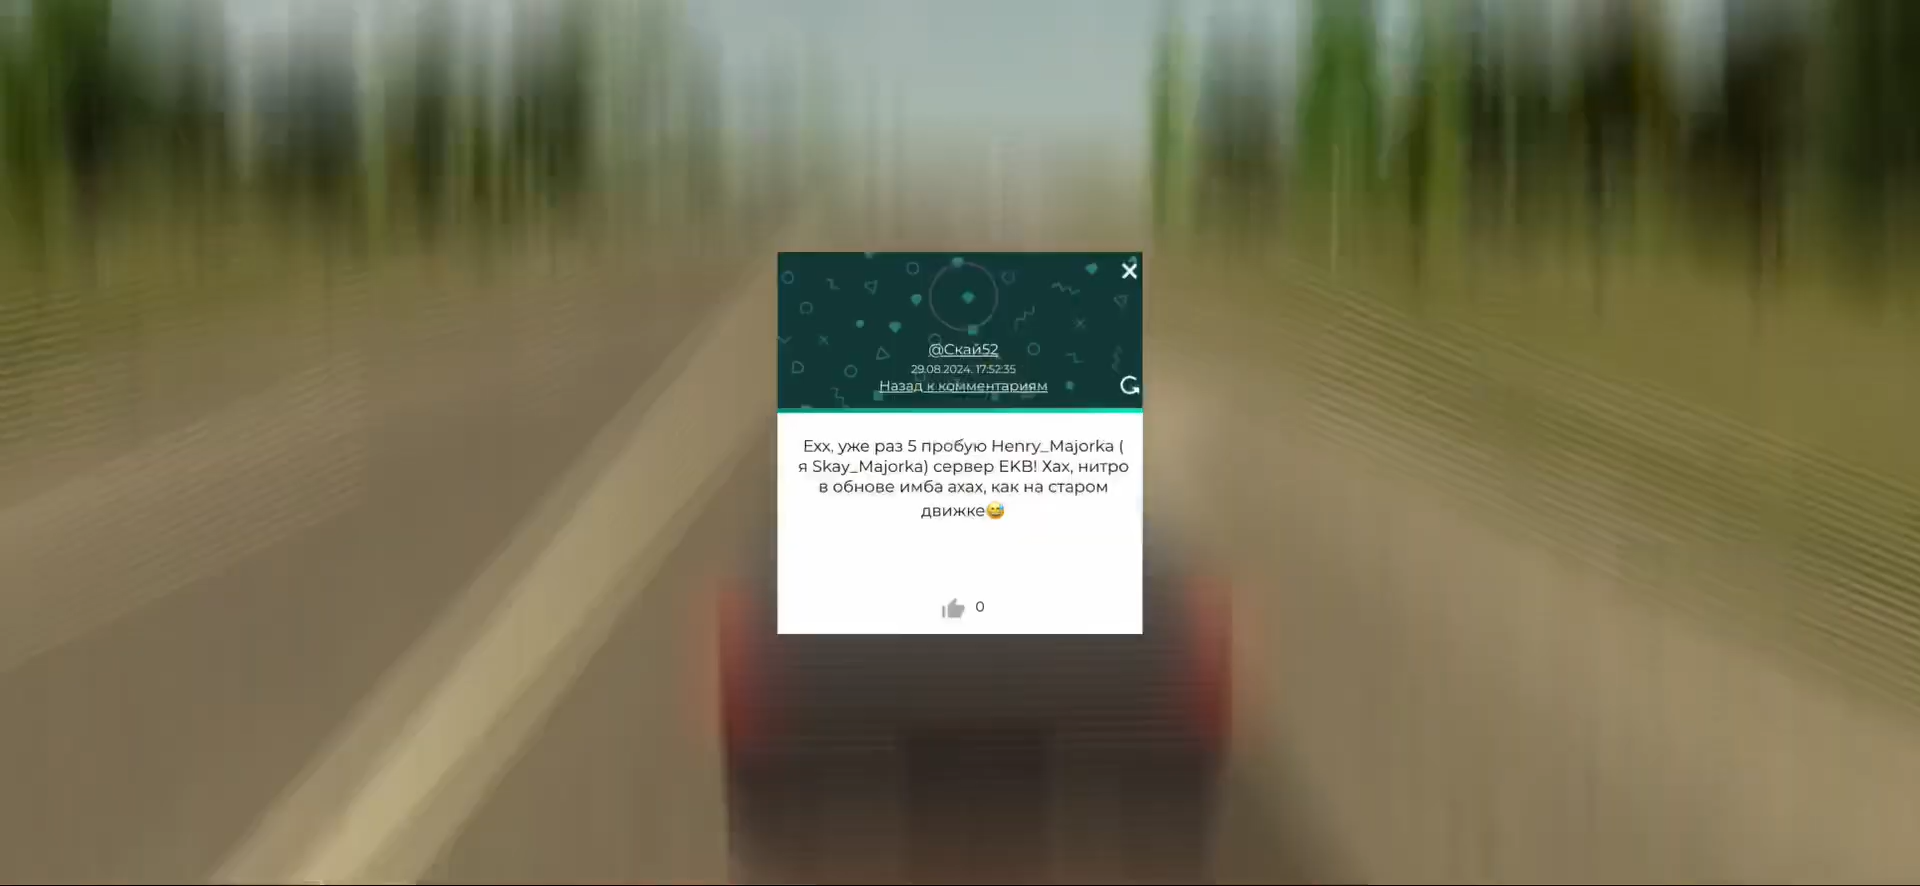 @Скай52
29.08.2024. 17:52:35
Назад к комментариям
Ехх, уже раз 5 пробую Henry_Majorka (
я Skay_Majorka) сервер EKB! Хах, нитро
в обнове имба ахах, как на старом
движке😅
0